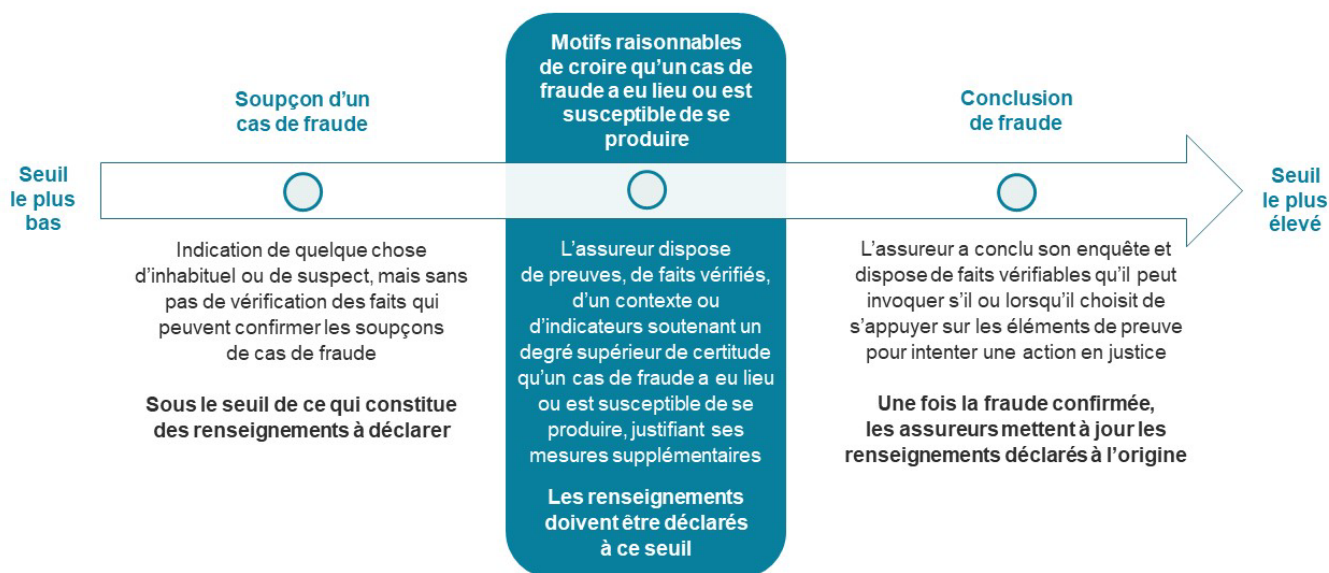 Seuil
le plus
bas
Soupçon d'un
cas de fraude
Indication de quelque chose
d'inhabituel ou de suspect, mais sans
pas de vérification des faits qui
peuvent confirmer les soupçons
de cas de fraude
Sous le seuil de ce qui constitue
des renseignements à déclarer
Motifs raisonnables
de croire qu'un cas de
fraude a eu lieu ou est
susceptible de se
produire
L'assureur dispose
de preuves, de faits vérifiés,
d'un contexte ou
d'indicateurs soutenant un
degré supérieur de certitude
qu'un cas de fraude a eu lieu
ou est susceptible de se
produire, justifiant ses
mesures supplémentaires
Les renseignements
doivent être déclarés
à ce seuil
Conclusion
de fraude
L'assureur a conclu son enquête et
dispose de faits vérifiables qu'il peut
invoquer s'il ou lorsqu'il choisit de
s'appuyer sur les éléments de preuve
pour intenter une action en justice
Une fois la fraude confirmée,
les assureurs mettent à jour les
renseignements déclarés à l'origine
Seuil
le plus
élevé